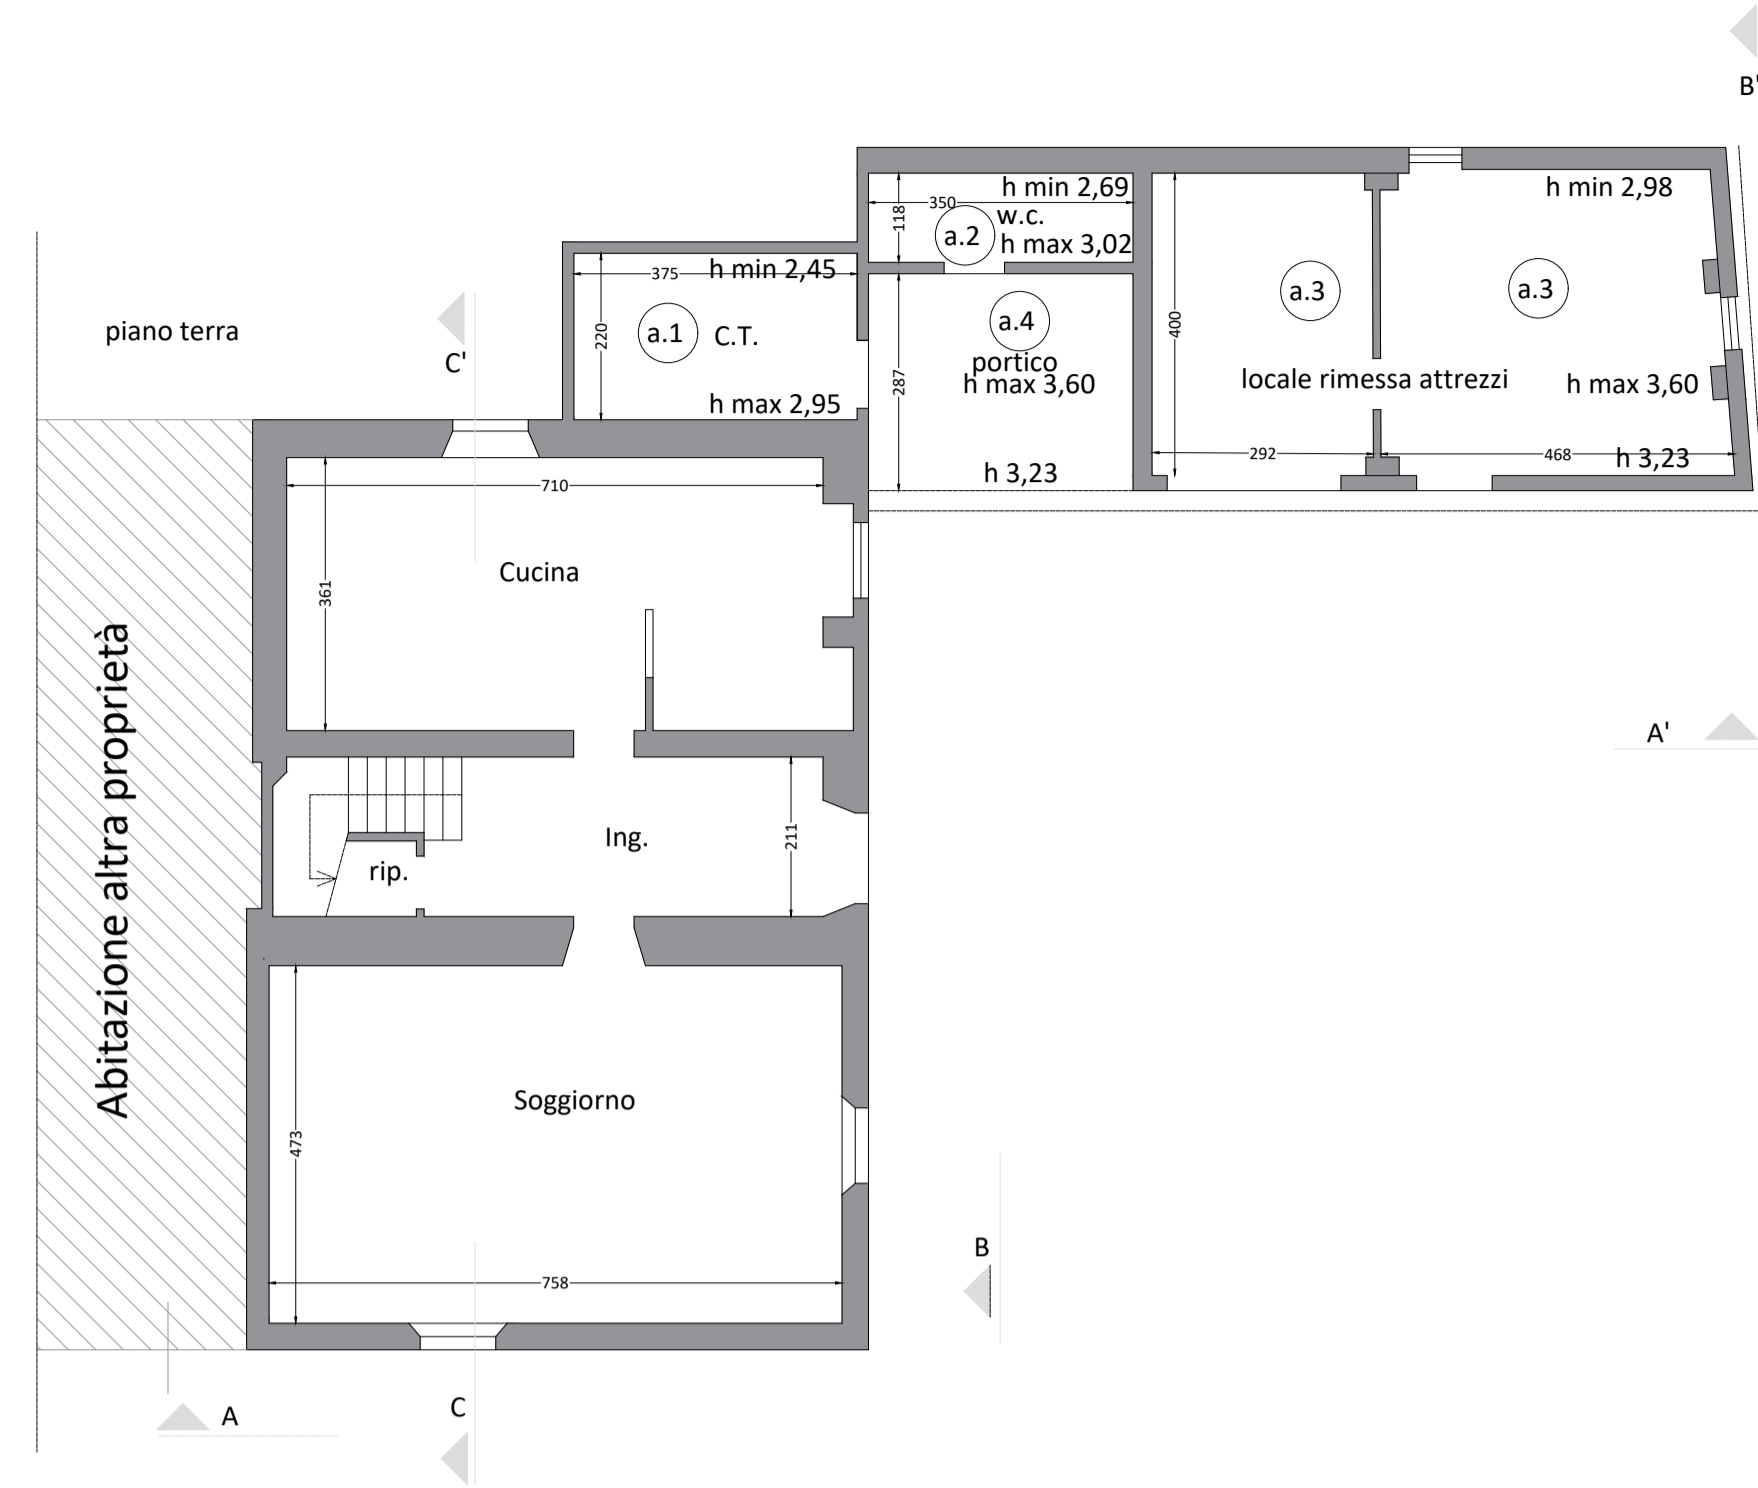 B'
h min 2,69
350
118
w.c.
a.2
h max 3,02
h min 2,98
h min 2,45
375
a.1
C.T.
220
h max 2,95
a.4
portico
h max 3,60
287
h 3,23
400
a.3
a.3
locale rimessa attrezzi
h max 3,60
292
468
h 3,23
piano terra
C'
710
361
Cucina
Abitazione altra proprietà
A'
Ing.
211
rip.
Soggiorno
473
758
B
A
C